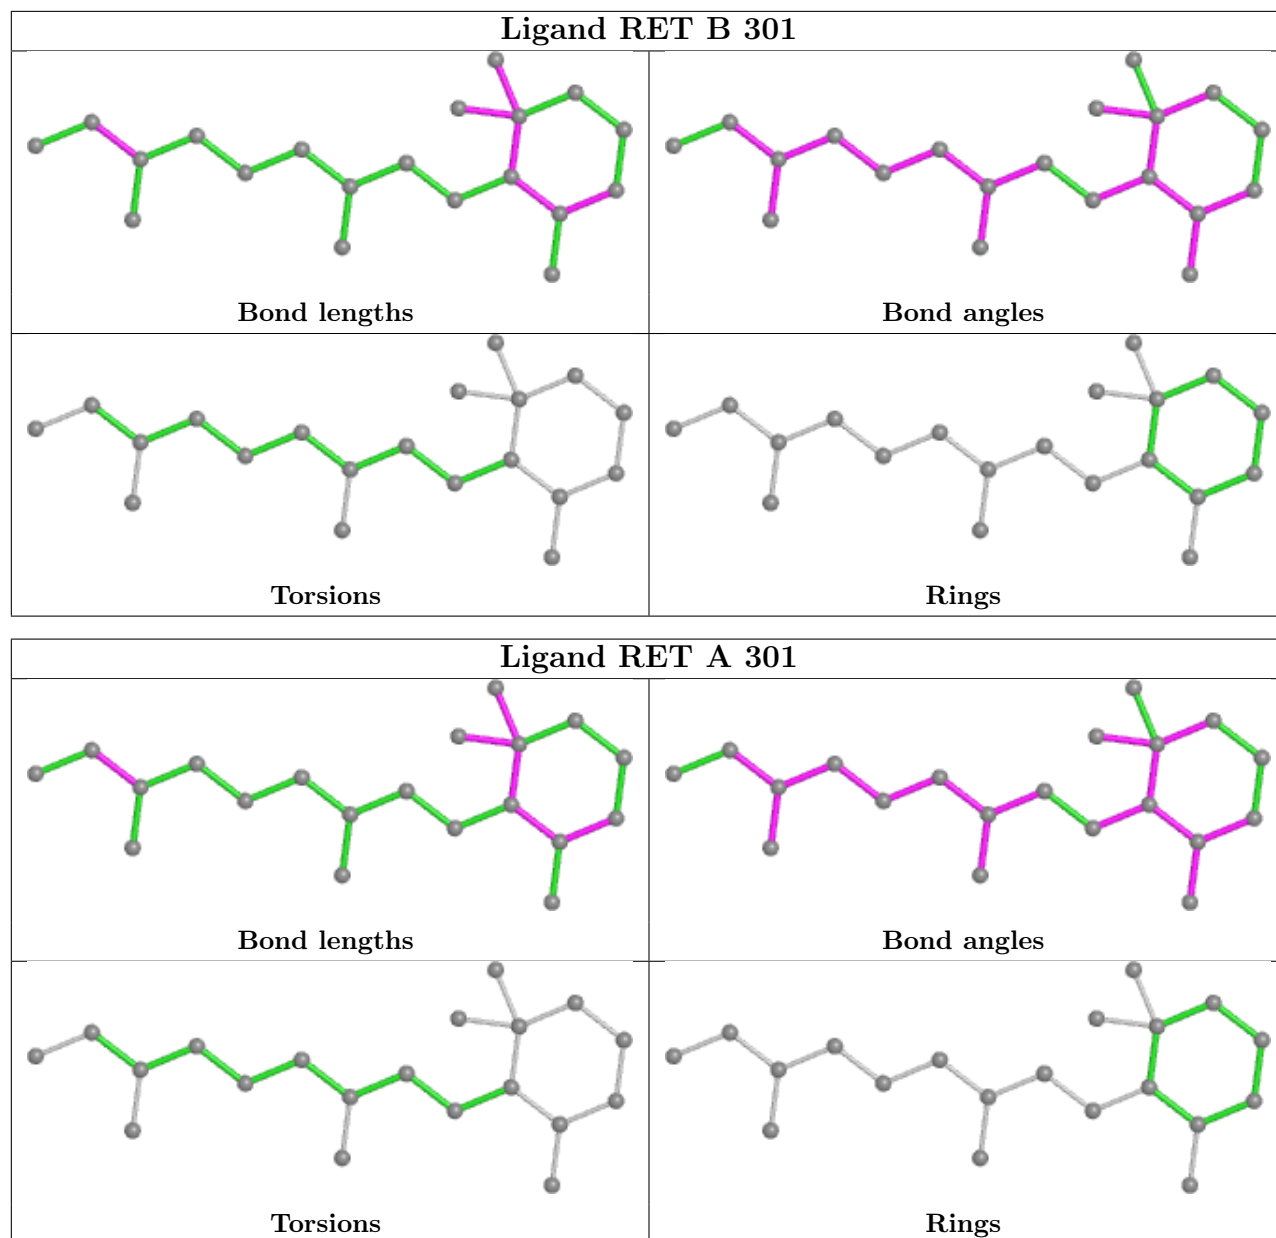 Ligand RET B 301
Bond lengths
Bond angles
Torsions
Rings
Ligand RET A 301
Bond lengths
Bond angles
Torsions
Rings